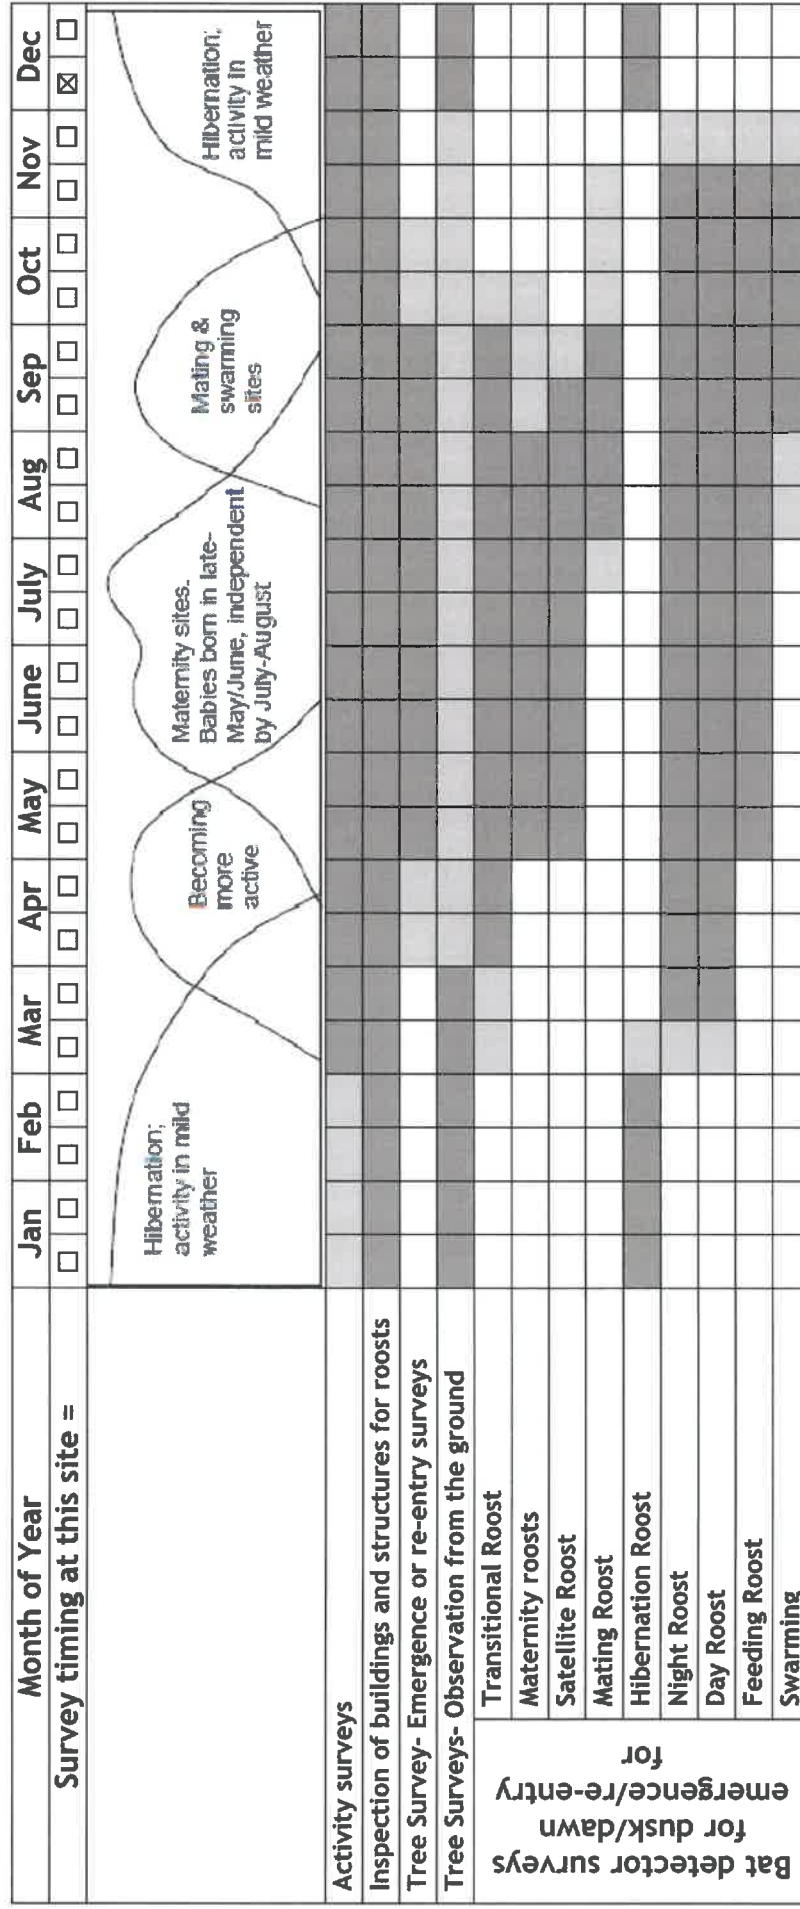 Month of Year
Jan Feb Mar Apr May June July Aug Sep Oct Nov Dec
Survey timing at this site = ☐ ☐ ☐ ☐ ☐ ☐ ☐ ☐ ☐ ☐ ☐ ☐ ☐ ☐ ☐ ☐ ☐ ☐ ☐ ☐ ☐ ☐ ☒ ☐
Hibernation;
activity in mild
weather
Becoming
more
active
Maternity sites.
Babies born in late-
May/June, independent
by July-August
Mating &
swarming
sites
Hibernation;
activity in
mild weather
Activity surveys
Inspection of buildings and structures for roosts
Tree Survey- Emergence or re-entry surveys
Tree Surveys- Observation from the ground
Bat detector surveys
for dusk/dawn
emergence/re-entry
for
Transitional Roost
Maternity roosts
Satellite Roost
Mating Roost
Hibernation Roost
Night Roost
Day Roost
Feeding Roost
Swarming